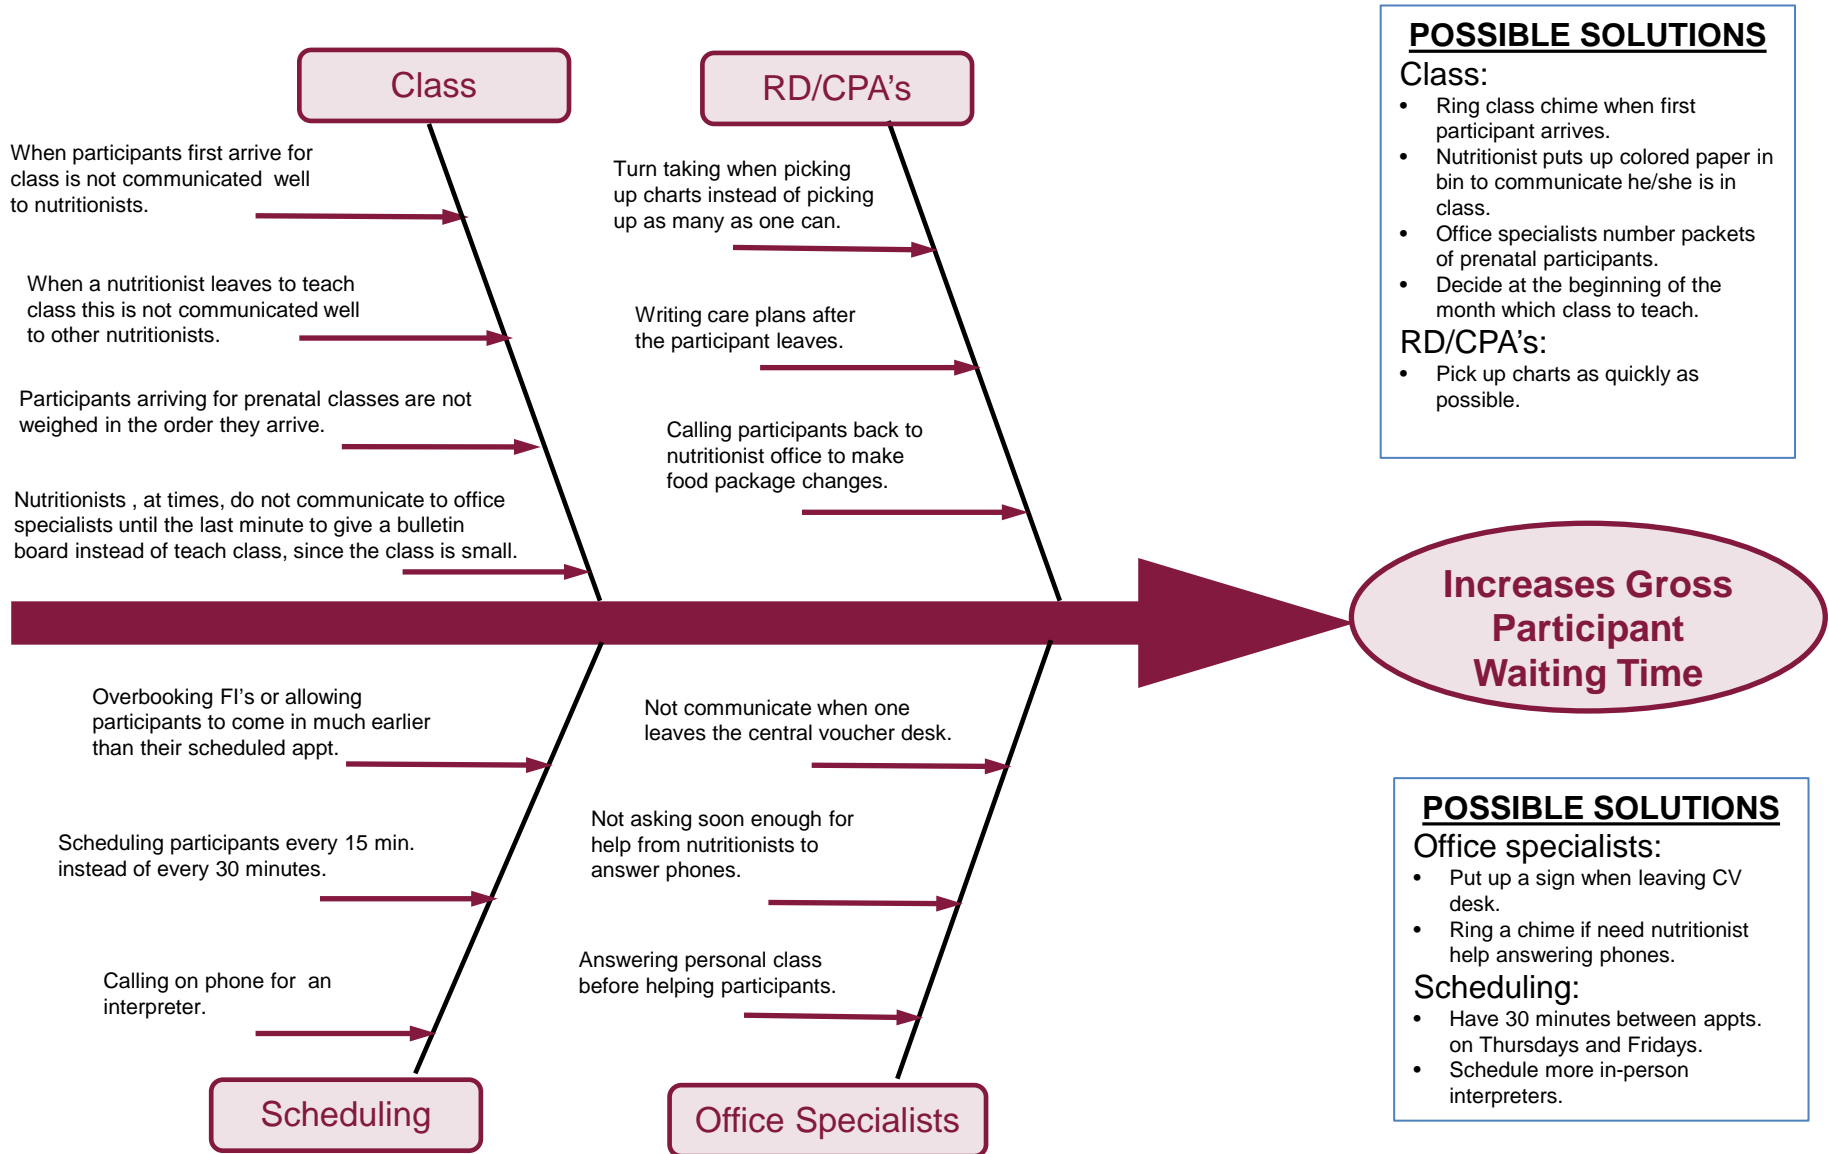 Class
When participants first arrive for
class is not communicated well
to nutritionists.
When a nutritionist leaves to teach
class this is not communicated well
to other nutritionists.
Participants arriving for prenatal classes are not
weighed in the order they arrive.
Nutritionists , at times, do not communicate to office
specialists until the last minute to give a bulletin
board instead of teach class, since the class is small.
RD/CPA's
Turn taking when picking
up charts instead of picking
up as many as one can.
Writing care plans after
the participant leaves.
Calling participants back to
nutritionist office to make
food package changes.
POSSIBLE SOLUTIONS
Class:
• Ring class chime when first
participant arrives.
• Nutritionist puts up colored paper in
bin to communicate he/she is in
class.
• Office specialists number packets
of prenatal participants.
• Decide at the beginning of the
month which class to teach.
RD/CPA's:
• Pick up charts as quickly as
possible.
Increases Gross
Participant
Waiting Time
Overbooking FI's or allowing
participants to come in much earlier
than their scheduled appt.
Scheduling participants every 15 min.
instead of every 30 minutes.
Calling on phone for an
interpreter.
Scheduling
Not communicate when one
leaves the central voucher desk.
Not asking soon enough for
help from nutritionists to
answer phones.
Answering personal class
before helping participants.
Office Specialists
POSSIBLE SOLUTIONS
Office specialists:
• Put up a sign when leaving CV
desk.
• Ring a chime if need nutritionist
help answering phones.
Scheduling:
• Have 30 minutes between appts.
on Thursdays and Fridays.
• Schedule more in-person
interpreters.